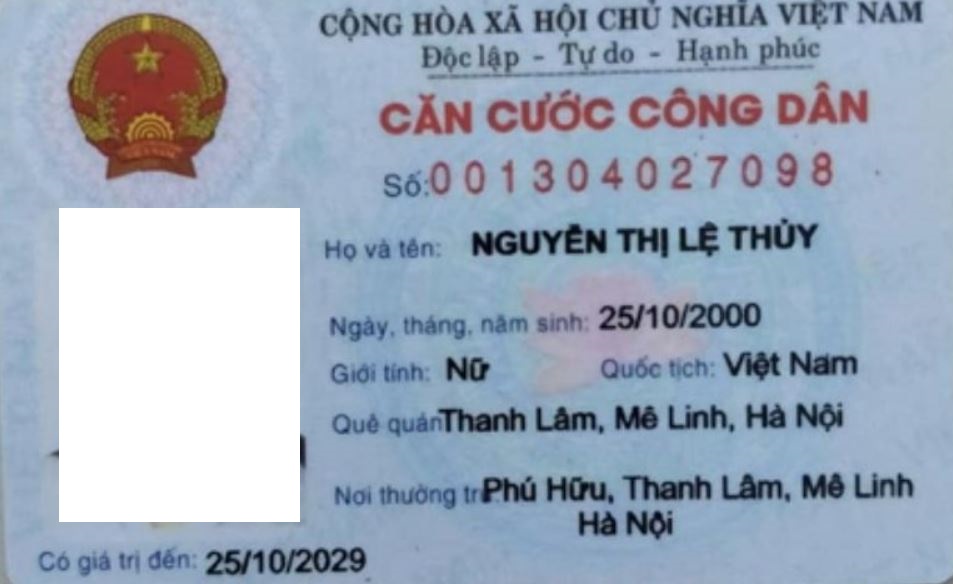 CỘNG HÒA XÃ HỘI CHỦ NGHĨA VIỆT NAM
Độc lập - Tự do - Hạnh phúc
CĂN CƯỚC CÔNG DÂN
Số: 001304027098
Họ và tên: NGUYỄN THỊ LỆ THỦY
Ngày, tháng, năm sinh: 25/10/2000
Giới tính: Nữ Quốc tịch: Việt Nam
Quê quán Thanh Lâm, Mê Linh, Hà Nội
Nơi thường tr Phú Hữu, Thanh Lâm, Mê Linh
Hà Nội
Có giá trị đến: 25/10/2029